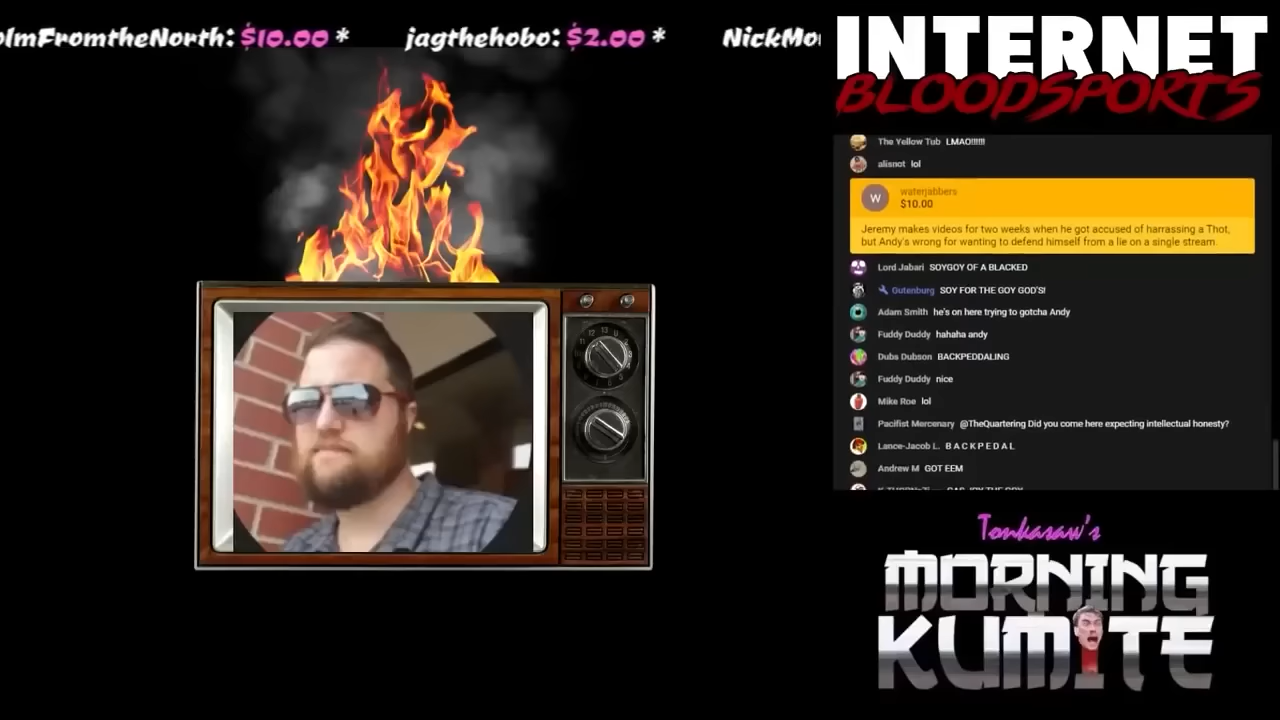 olmFromtheNorth: $10.00 * jagthehobo: $2.00 * NickMo
INTERNET
BLOODSPORTS
The Yellow Tub LMAO!!!!!!
alisnot lol
W
waterjabbers
$10.00
Jeremy makes videos for two weeks when he got accused of harrassing a Thot,
but Andy's wrong for wanting to defend himself from a lie on a single stream.
Lord Jabari SOYGOY OF A BLACKED
Gutenburg SOY FOR THE GOY GOD'S!
Adam Smith he's on here trying to gotcha Andy
Fuddy Duddy hahaha andy
Dubs Dubson BACKPEDDALING
Fuddy Duddy nice
Mike Roe lol
Pacifist Mercenary @TheQuartering Did you come here expecting intellectual honesty?
Lance-Jacob L. B A C K P E D A L
Andrew M GOT EEM
Tonkasaw's
MORNING
KUMITE